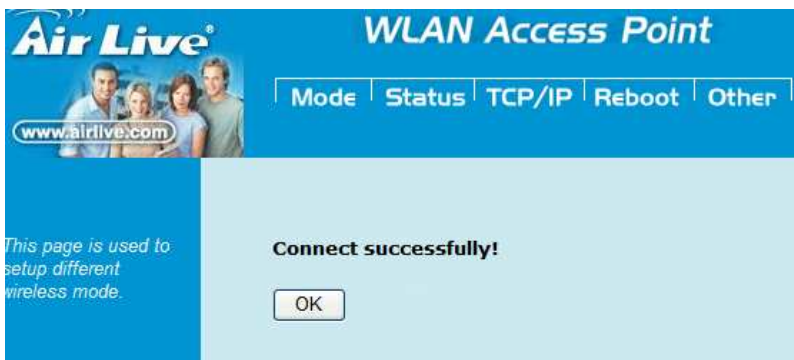 Air Live®
www.airlive.com
WLAN Access Point
Mode
Status
TCP/IP
Reboot
Other
This page is used to
setup different
wireless mode.
Connect successfully!
OK